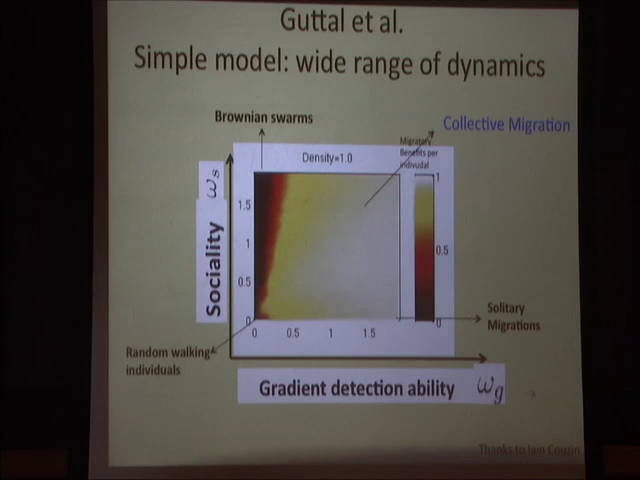 Guttal et al.
Simple model: wide range of dynamics
Brownian swarms
Collective Migration
Migratory
Benefits per
indivudal
Density=1.0
ωs
Sociality
1.5
1
0.5
0
0 0.5 1 1.5
1
0.5
0
Solitary
Migrations
Random walking
individuals
Gradient detection ability ωg
Thanks to Iain Couzin